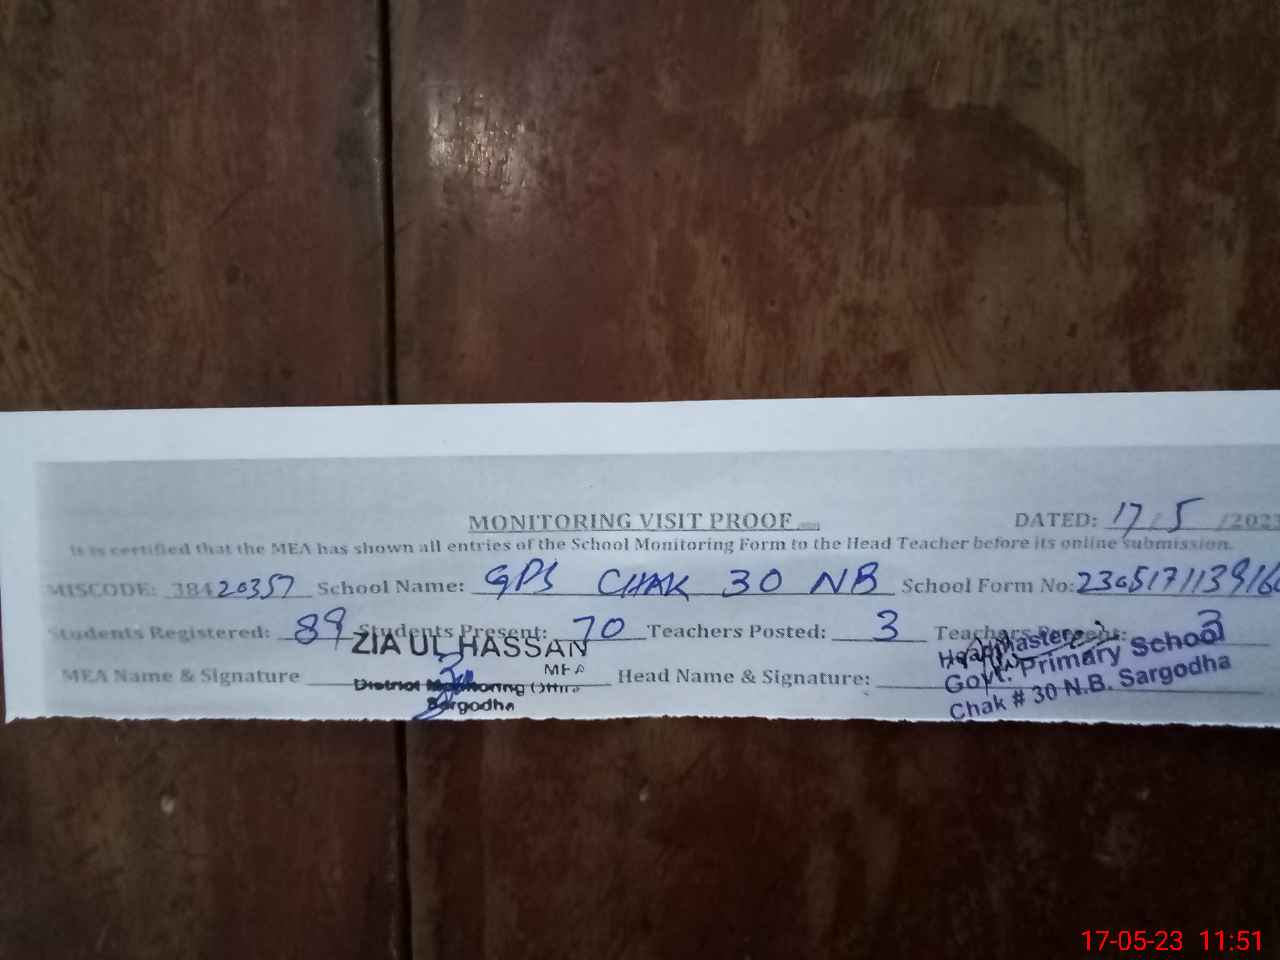 MONITORING VISIT PROOF
DATED: 17/5/202
is is certified that the MEA has shown all entries of the School Monitoring Form to the Head Teacher before its online submission.
MISCODE: 38420357 School Name: GPS CHAK 30 NB School Form No: 230517113916
Students Registered: 89 Students Present: 70 Teachers Posted: 3 Teachers Present: 3
MEA Name & Signature Head Name & Signature:
ZIA UL HASSAN
MEA
District Monitoring Office
Sargodha
Headmaster
Govt. Primary School
Chak # 30 N.B. Sargodha
17-05-23 11:51